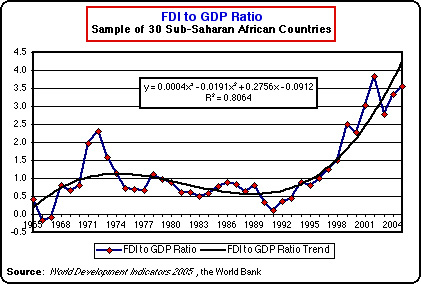 FDI to GDP Ratio
Sample of 30 Sub-Saharan African Countries
y = 0.0004x³ - 0.0191x² + 0.2756x - 0.0912
R² = 0.8064
4.5
4.0
3.5
3.0
2.5
2.0
1.5
1.0
0.5
0.0
1965 1968 1971 1974 1977 1980 1983 1986 1989 1992 1995 1998 2001 2004
FDI to GDP Ratio FDI to GDP Ratio Trend
Source: World Development Indicators 2005, the World Bank